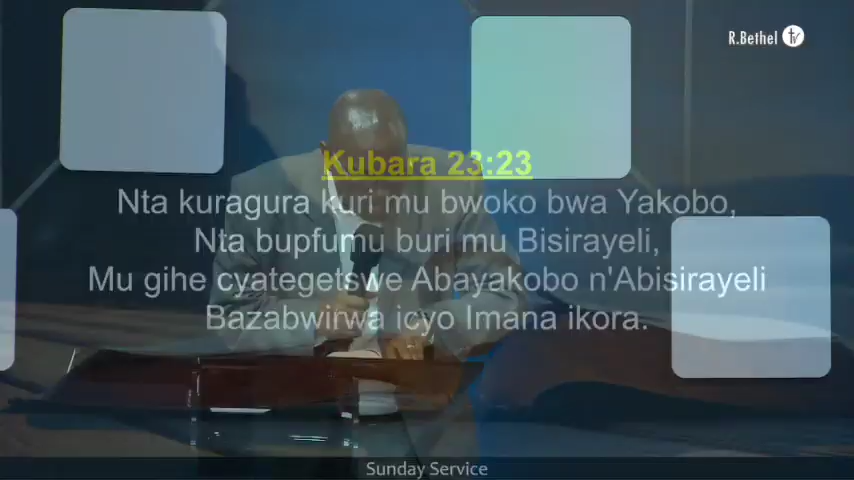 R.Bethel tv
Kubara 23:23
Nta kuragura kuri mu bwoko bwa Yakobo,
Nta bupfumu buri mu Bisirayeli,
Mu gihe cyategetswe Abayakobo n'Abisirayeli
Bazabwirwa icyo Imana ikora.
Sunday Service